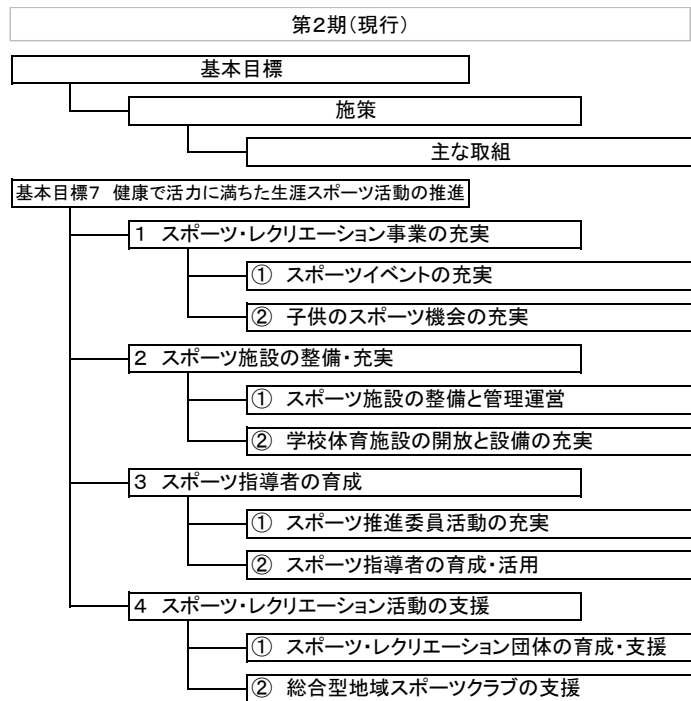 第2期(現行)
基本目標
施策
主な取組
基本目標7 健康で活力に満ちた生涯スポーツ活動の推進
1 スポーツ・レクリエーション事業の充実
① スポーツイベントの充実
② 子供のスポーツ機会の充実
2 スポーツ施設の整備・充実
① スポーツ施設の整備と管理運営
② 学校体育施設の開放と設備の充実
3 スポーツ指導者の育成
① スポーツ推進委員活動の充実
② スポーツ指導者の育成・活用
4 スポーツ・レクリエーション活動の支援
① スポーツ・レクリエーション団体の育成・支援
② 総合型地域スポーツクラブの支援